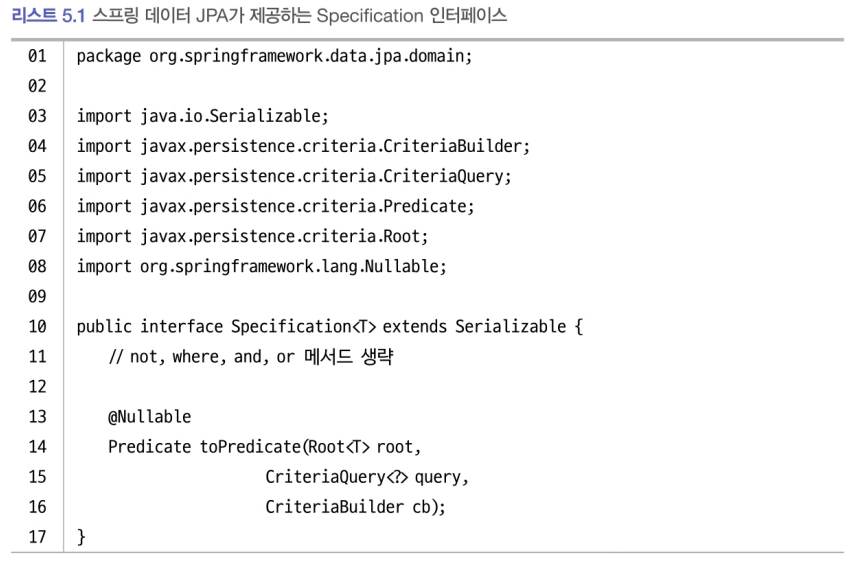 리스트 5.1 스프링 데이터 JPA가 제공하는 Specification 인터페이스
01 package org.springframework.data.jpa.domain;
02
03 import java.io.Serializable;
04 import javax.persistence.criteria.CriteriaBuilder;
05 import javax.persistence.criteria.CriteriaQuery;
06 import javax.persistence.criteria.Predicate;
07 import javax.persistence.criteria.Root;
08 import org.springframework.lang.Nullable;
09
10 public interface Specification<T> extends Serializable {
11 // not, where, and, or 메서드 생략
12
13 @Nullable
14 Predicate toPredicate(Root<T> root,
15 CriteriaQuery<?> query,
16 CriteriaBuilder cb);
17 }